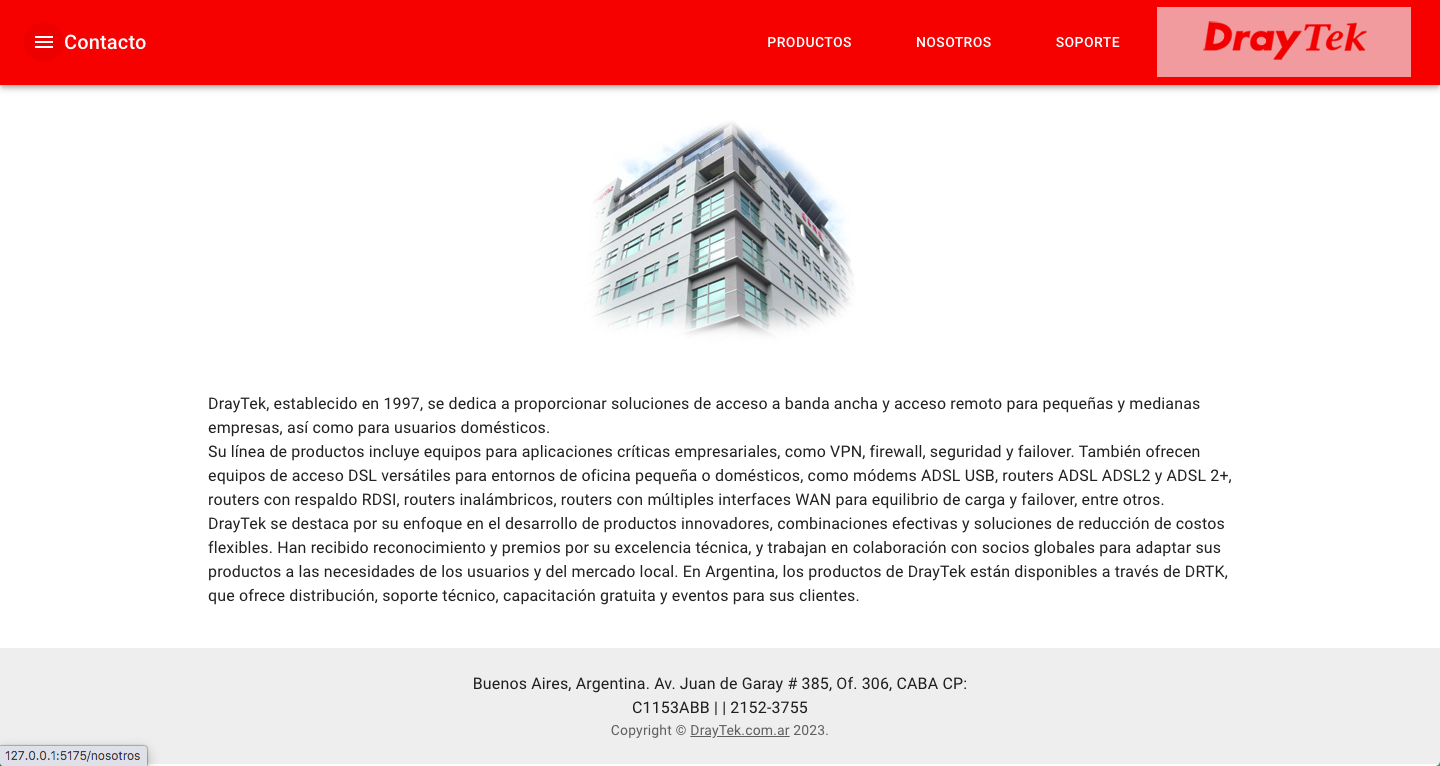 Contacto
PRODUCTOS
NOSOTROS
SOPORTE
DrayTek
DrayTek, establecido en 1997, se dedica a proporcionar soluciones de acceso a banda ancha y acceso remoto para pequeñas y medianas
empresas, así como para usuarios domésticos.
Su línea de productos incluye equipos para aplicaciones críticas empresariales, como VPN, firewall, seguridad y failover. También ofrecen
equipos de acceso DSL versátiles para entornos de oficina pequeña o domésticos, como módems ADSL USB, routers ADSL ADSL2 y ADSL 2+,
routers con respaldo RDSI, routers inalámbricos, routers con múltiples interfaces WAN para equilibrio de carga y failover, entre otros.
DrayTek se destaca por su enfoque en el desarrollo de productos innovadores, combinaciones efectivas y soluciones de reducción de costos
flexibles. Han recibido reconocimiento y premios por su excelencia técnica, y trabajan en colaboración con socios globales para adaptar sus
productos a las necesidades de los usuarios y del mercado local. En Argentina, los productos de DrayTek están disponibles a través de DRTK,
que ofrece distribución, soporte técnico, capacitación gratuita y eventos para sus clientes.
Buenos Aires, Argentina. Av. Juan de Garay # 385, Of. 306, CABA CP:
C1153ABB | | 2152-3755
Copyright © DrayTek.com.ar 2023.
127.0.0.1:5175/nosotros